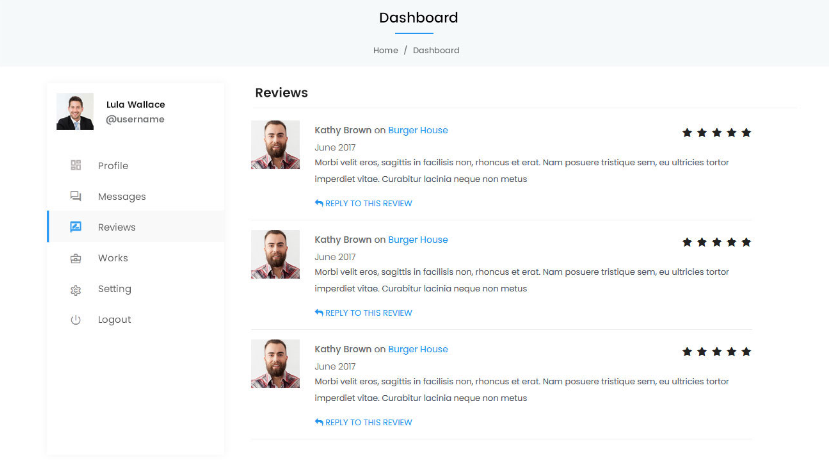 Dashboard
Home / Dashboard
Lula Wallace
@username
Profile
Messages
Reviews
Works
Setting
Logout
Reviews
Kathy Brown on Burger House
June 2017
Morbi velit eros, sagittis in facilisis non, rhoncus et erat. Nam posuere tristique sem, eu ultricies tortor
imperdiet vitae. Curabitur lacinia neque non metus
REPLY TO THIS REVIEW
Kathy Brown on Burger House
June 2017
Morbi velit eros, sagittis in facilisis non, rhoncus et erat. Nam posuere tristique sem, eu ultricies tortor
imperdiet vitae. Curabitur lacinia neque non metus
REPLY TO THIS REVIEW
Kathy Brown on Burger House
June 2017
Morbi velit eros, sagittis in facilisis non, rhoncus et erat. Nam posuere tristique sem, eu ultricies tortor
imperdiet vitae. Curabitur lacinia neque non metus
REPLY TO THIS REVIEW